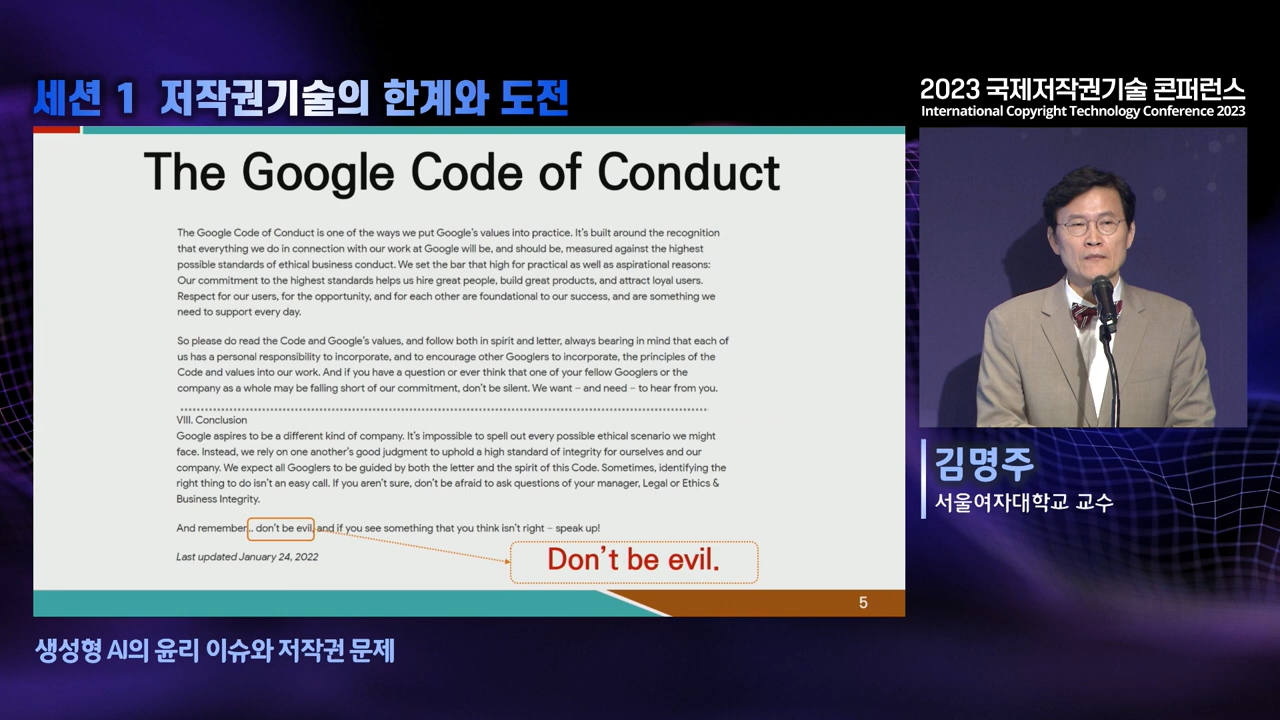 세션 1 저작권기술의 한계와 도전
2023 국제저작권기술 콘퍼런스
International Copyright Technology Conference 2023
The Google Code of Conduct
The Google Code of Conduct is one of the ways we put Google's values into practice. It's built around the recognition
that everything we do in connection with our work at Google will be, and should be, measured against the highest
possible standards of ethical business conduct. We set the bar that high for practical as well as aspirational reasons:
Our commitment to the highest standards helps us hire great people, build great products, and attract loyal users.
Respect for our users, for the opportunity, and for each other are foundational to our success, and are something we
need to support every day.
So please do read the Code and Google's values, and follow both in spirit and letter, always bearing in mind that each of
us has a personal responsibility to incorporate, and to encourage other Googlers to incorporate, the principles of the
Code and values into our work. And if you have a question or ever think that one of your fellow Googlers or the
company as a whole may be falling short of our commitment, don't be silent. We want – and need – to hear from you.
VIII. Conclusion
Google aspires to be a different kind of company. It's impossible to spell out every possible ethical scenario we might
face. Instead, we rely on one another's good judgment to uphold a high standard of integrity for ourselves and our
company. We expect all Googlers to be guided by both the letter and the spirit of this Code. Sometimes, identifying the
right thing to do isn't an easy call. If you aren't sure, don't be afraid to ask questions of your manager, Legal or Ethics &
Business Integrity.
And remember... don't be evil, and if you see something that you think isn't right – speak up!
Last updated January 24, 2022
Don't be evil.
5
김명주
서울여자대학교 교수
생성형 AI의 윤리 이슈와 저작권 문제